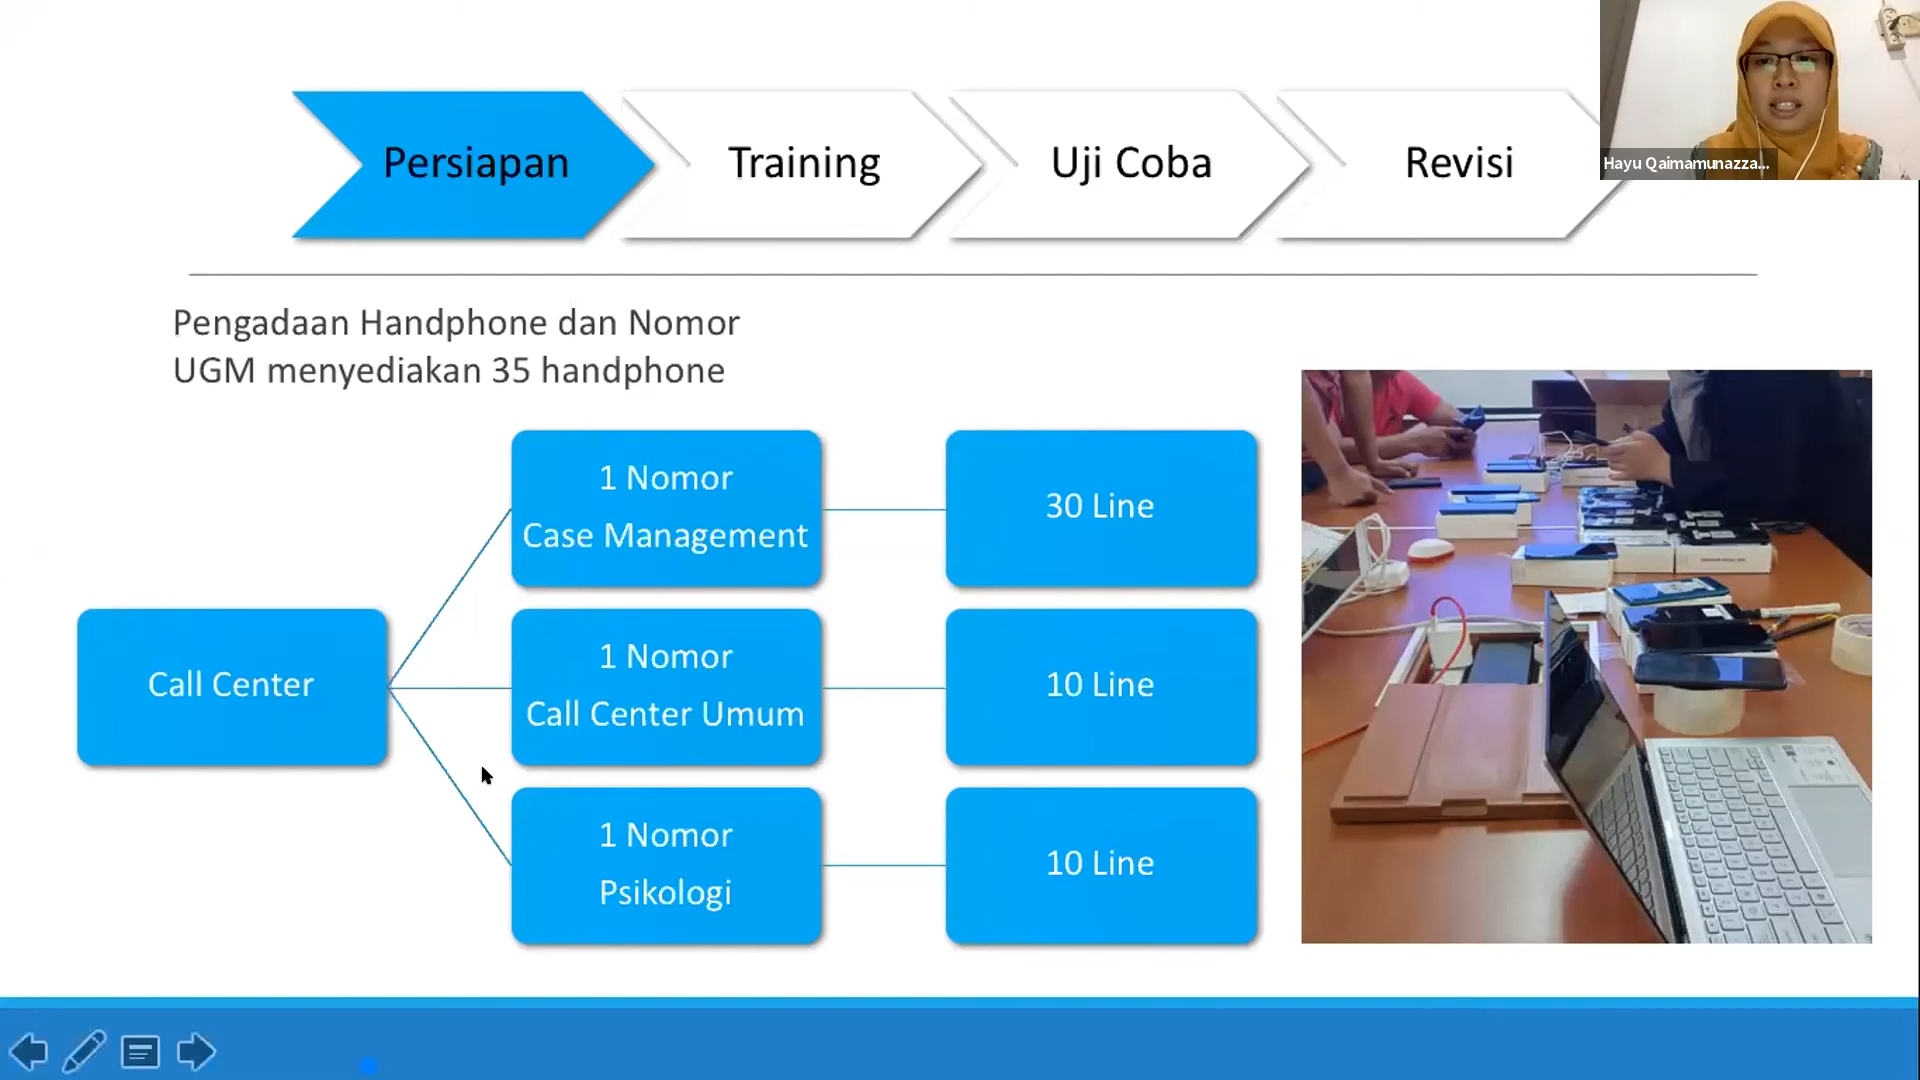 Persiapan
Training
Uji Coba
Revisi
Hayu Qaimamunazza...
Pengadaan Handphone dan Nomor
UGM menyediakan 35 handphone
Call Center
1 Nomor
Case Management
30 Line
1 Nomor
Call Center Umum
10 Line
1 Nomor
Psikologi
10 Line